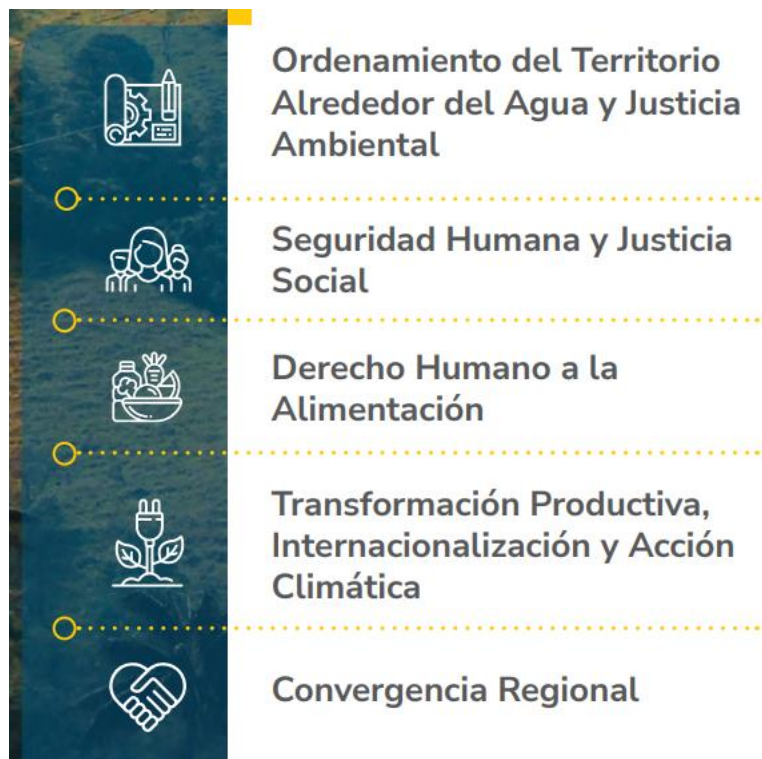 Ordenamiento del Territorio
Alrededor del Agua y Justicia
Ambiental
Seguridad Humana y Justicia
Social
Derecho Humano a la
Alimentación
Transformación Productiva,
Internacionalización y Acción
Climática
Convergencia Regional